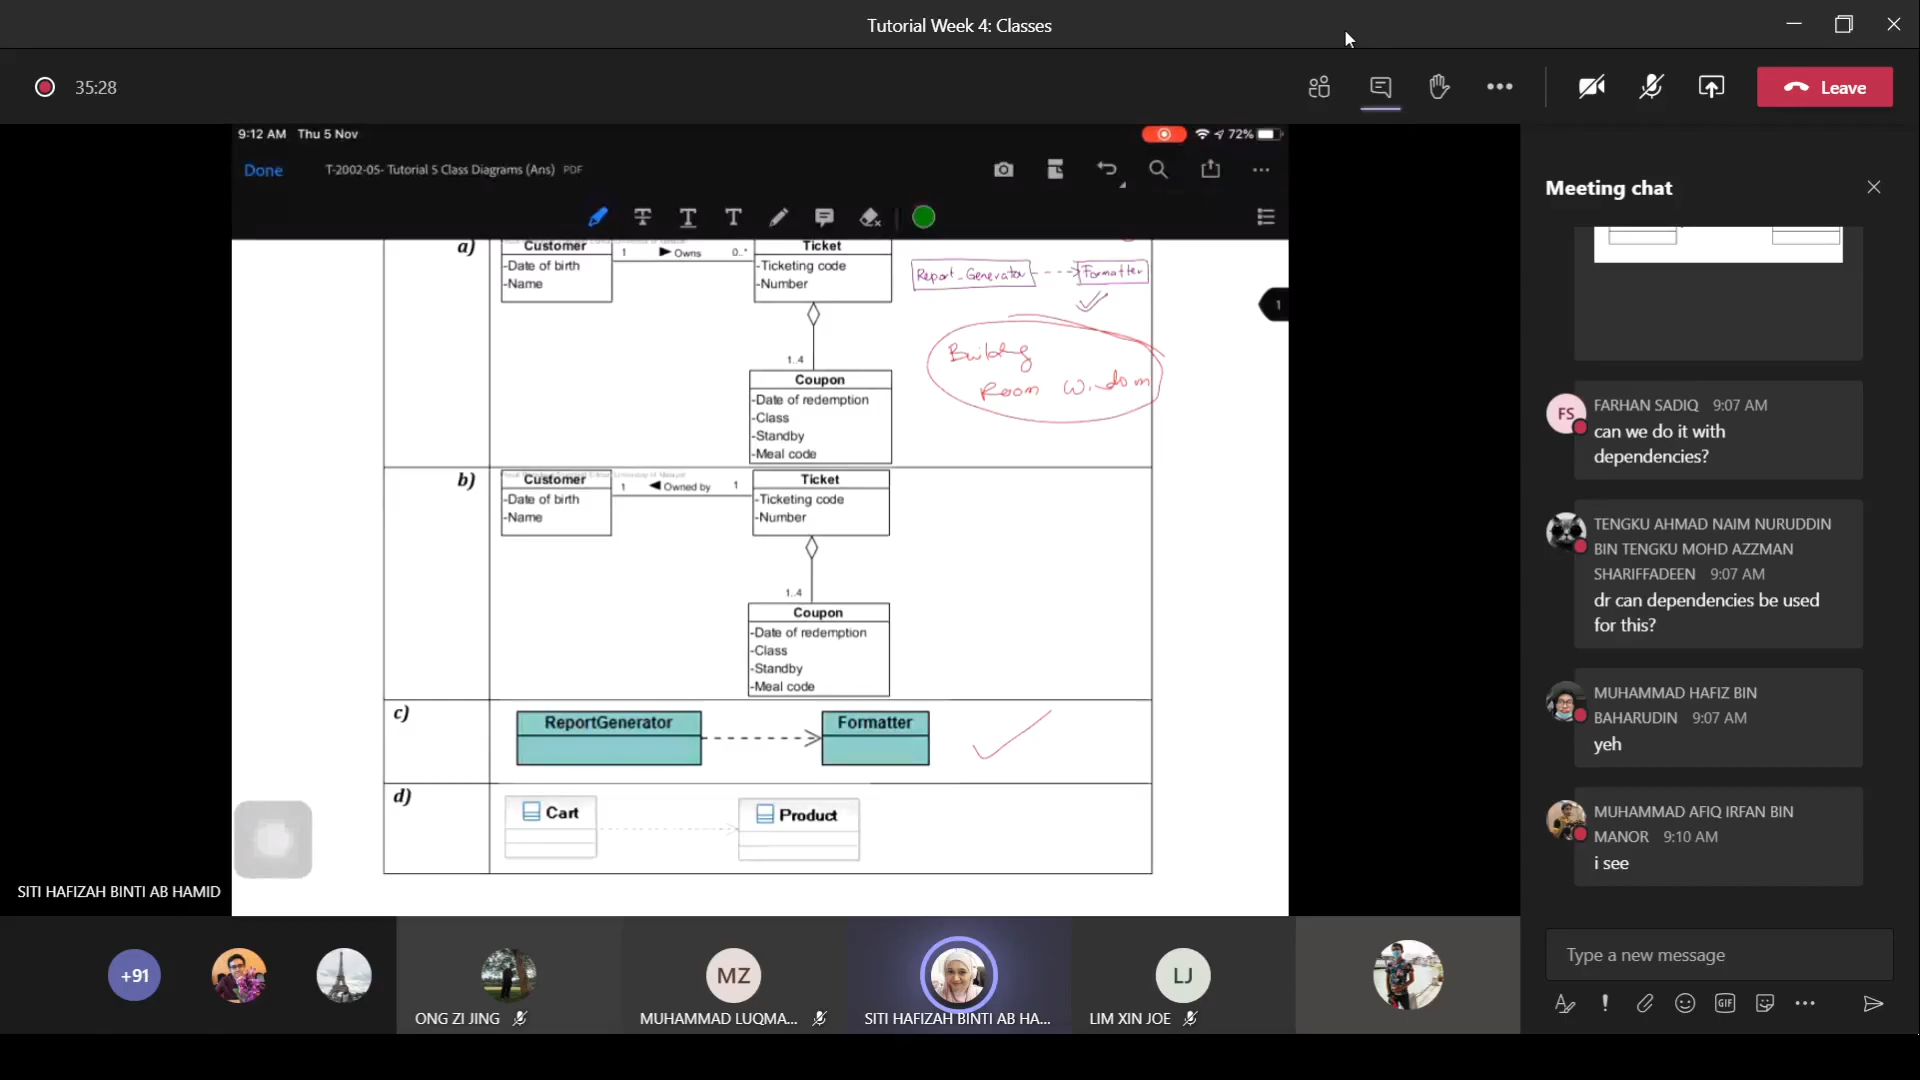 Tutorial Week 4: Classes
35:28
Leave
9:12 AM Thu 5 Nov
72%
Done
T-2002-05- Tutorial 5 Class Diagrams (Ans) PDF
a)
Customer
-Date of birth
-Name
1
Owns
0..*
Ticket
-Ticketing code
-Number
1..4
Coupon
-Date of redemption
-Class
-Standby
-Meal code
Report_Generator
Formatter
Building
Room
1
b)
Customer
-Date of birth
-Name
1
Owned by
1
Ticket
-Ticketing code
-Number
1..4
Coupon
-Date of redemption
-Class
-Standby
-Meal code
c)
ReportGenerator
Formatter
d)
Cart
Product
SITI HAFIZAH BINTI AB HAMID
+91
ONG ZI JING
MZ
MUHAMMAD LUQMA...
SITI HAFIZAH BINTI AB HA...
LJ
LIM XIN JOE
Meeting chat
FS
FARHAN SADIQ 9:07 AM
can we do it with
dependencies?
TENGKU AHMAD NAIM NURUDDIN
BIN TENGKU MOHD AZZMAN
SHARIFFADEEN 9:07 AM
dr can dependencies be used
for this?
MUHAMMAD HAFIZ BIN
BAHARUDIN 9:07 AM
yeh
MUHAMMAD AFIQ IRFAN BIN
MANOR 9:10 AM
i see
Type a new message
GIF